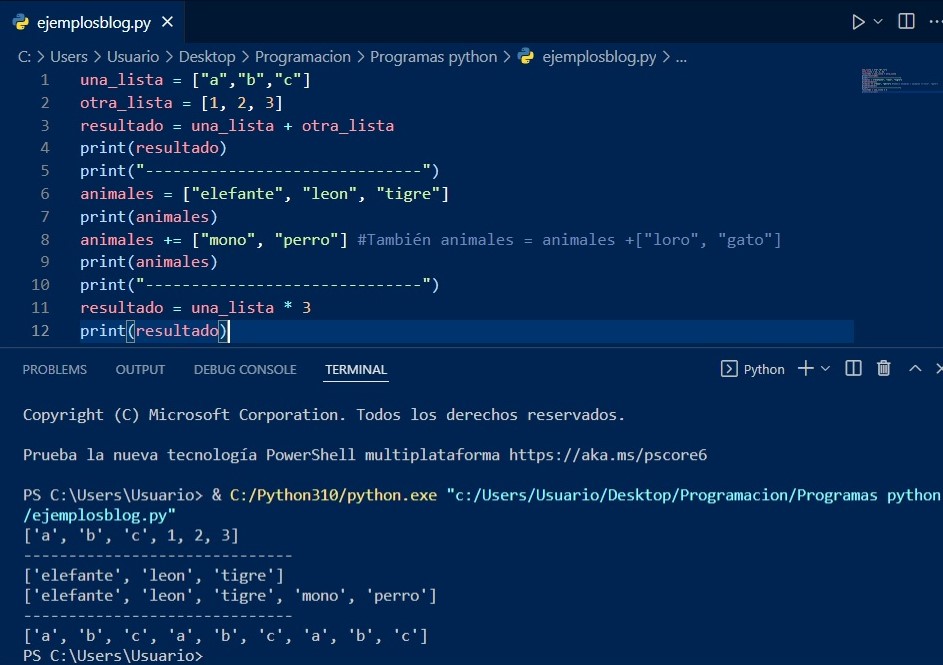 ejemplosblog.py
C: > Users > Usuario > Desktop > Programacion > Programas python > ejemplosblog.py > ...
1 una_lista = ["a","b","c"]
2 otra_lista = [1, 2, 3]
3 resultado = una_lista + otra_lista
4 print(resultado)
5 print("------------------------------")
6 animales = ["elefante", "leon", "tigre"]
7 print(animales)
8 animales += ["mono", "perro"] #También animales = animales +["loro", "gato"]
9 print(animales)
10 print("------------------------------")
11 resultado = una_lista * 3
12 print(resultado)
PROBLEMS OUTPUT DEBUG CONSOLE TERMINAL Python
Copyright (C) Microsoft Corporation. Todos los derechos reservados.
Prueba la nueva tecnología PowerShell multiplataforma https://aka.ms/pscore6
PS C:\Users\Usuario> & C:/Python310/python.exe "c:/Users/Usuario/Desktop/Programacion/Programas python
/ejemplosblog.py"
['a', 'b', 'c', 1, 2, 3]
------------------------------
['elefante', 'leon', 'tigre']
['elefante', 'leon', 'tigre', 'mono', 'perro']
------------------------------
['a', 'b', 'c', 'a', 'b', 'c', 'a', 'b', 'c']
PS C:\Users\Usuario>